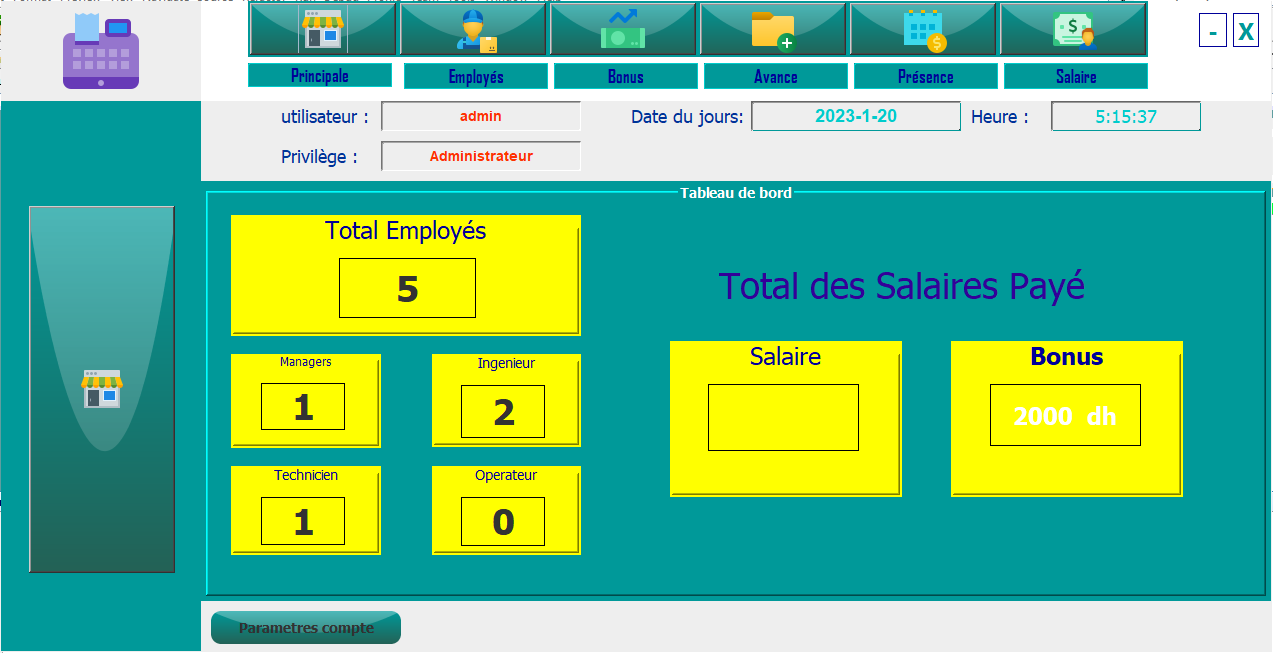 - X
Principale Employés Bonus Avance Présence Salaire
utilisateur : admin Date du jours: 2023-1-20 Heure : 5:15:37
Privilège : Administrateur
Tableau de bord
Total Employés
5
Total des Salaires Payé
Managers Ingenieur
1 2
Technicien Operateur
1 0
Salaire Bonus
2000 dh
Parametres compte